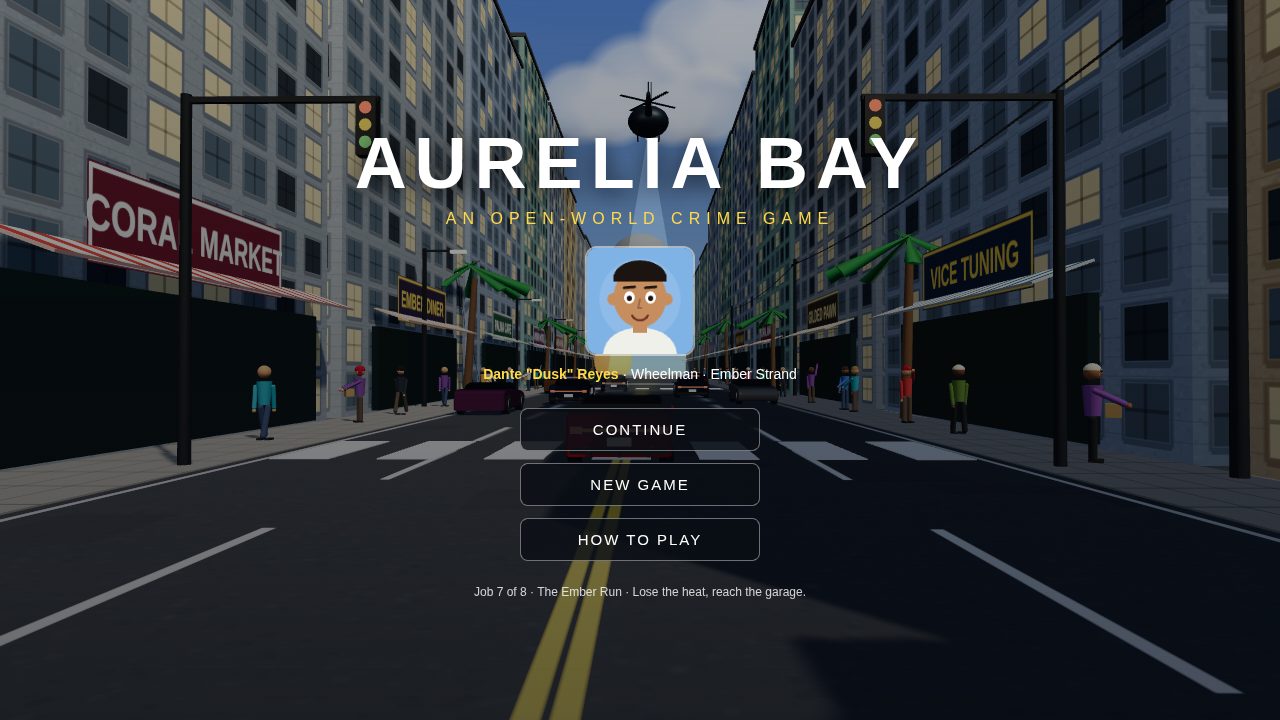 AURELIA BAY
AN OPEN-WORLD CRIME GAME
CORAL MARKET
VICE TUNING
EMBER DINER
GILDED PAWN
Dante "Dusk" Reyes · Wheelman · Ember Strand
CONTINUE
NEW GAME
HOW TO PLAY
Job 7 of 8 · The Ember Run · Lose the heat, reach the garage.